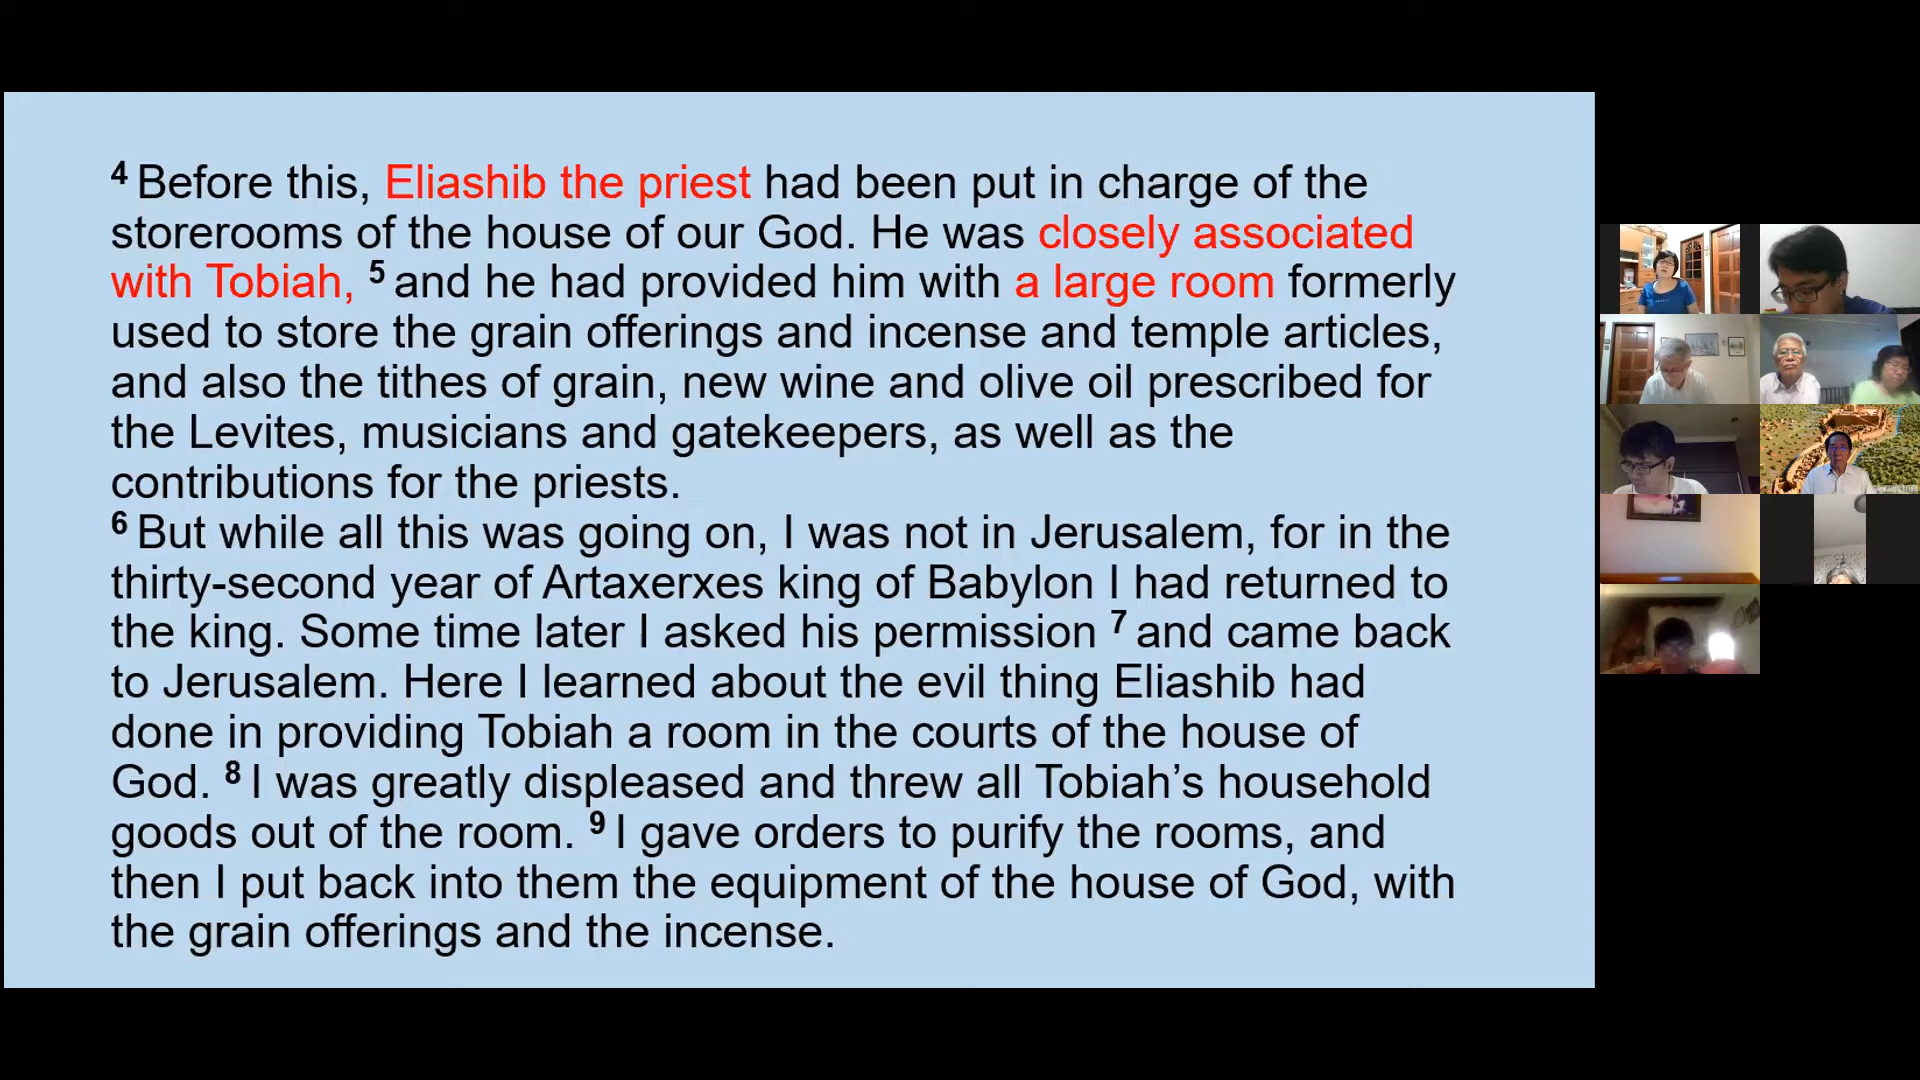 4 Before this, Eliashib the priest had been put in charge of the
storerooms of the house of our God. He was closely associated
with Tobiah, 5 and he had provided him with a large room formerly
used to store the grain offerings and incense and temple articles,
and also the tithes of grain, new wine and olive oil prescribed for
the Levites, musicians and gatekeepers, as well as the
contributions for the priests.
6 But while all this was going on, I was not in Jerusalem, for in the
thirty-second year of Artaxerxes king of Babylon I had returned to
the king. Some time later I asked his permission 7 and came back
to Jerusalem. Here I learned about the evil thing Eliashib had
done in providing Tobiah a room in the courts of the house of
God. 8 I was greatly displeased and threw all Tobiah’s household
goods out of the room. 9 I gave orders to purify the rooms, and
then I put back into them the equipment of the house of God, with
the grain offerings and the incense.